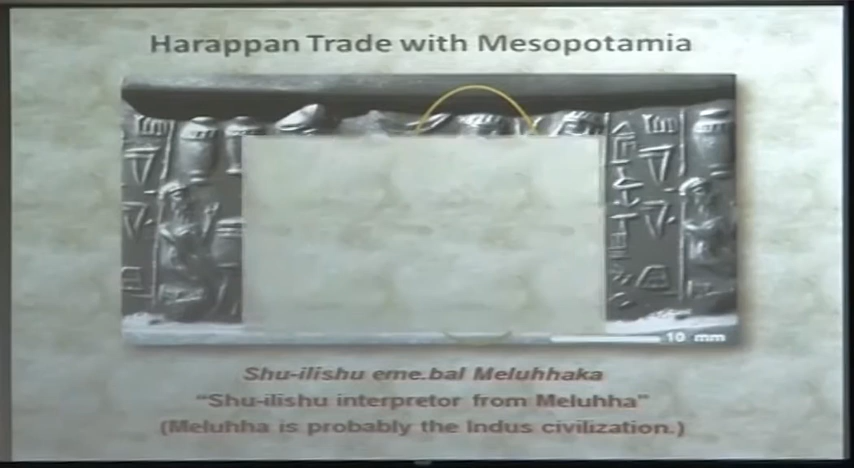 Harappan Trade with Mesopotamia
10 mm
Shu-ilishu eme.bal Meluhhaka
“Shu-ilishu interpretor from Meluhha”
(Meluhha is probably the Indus civilization.)